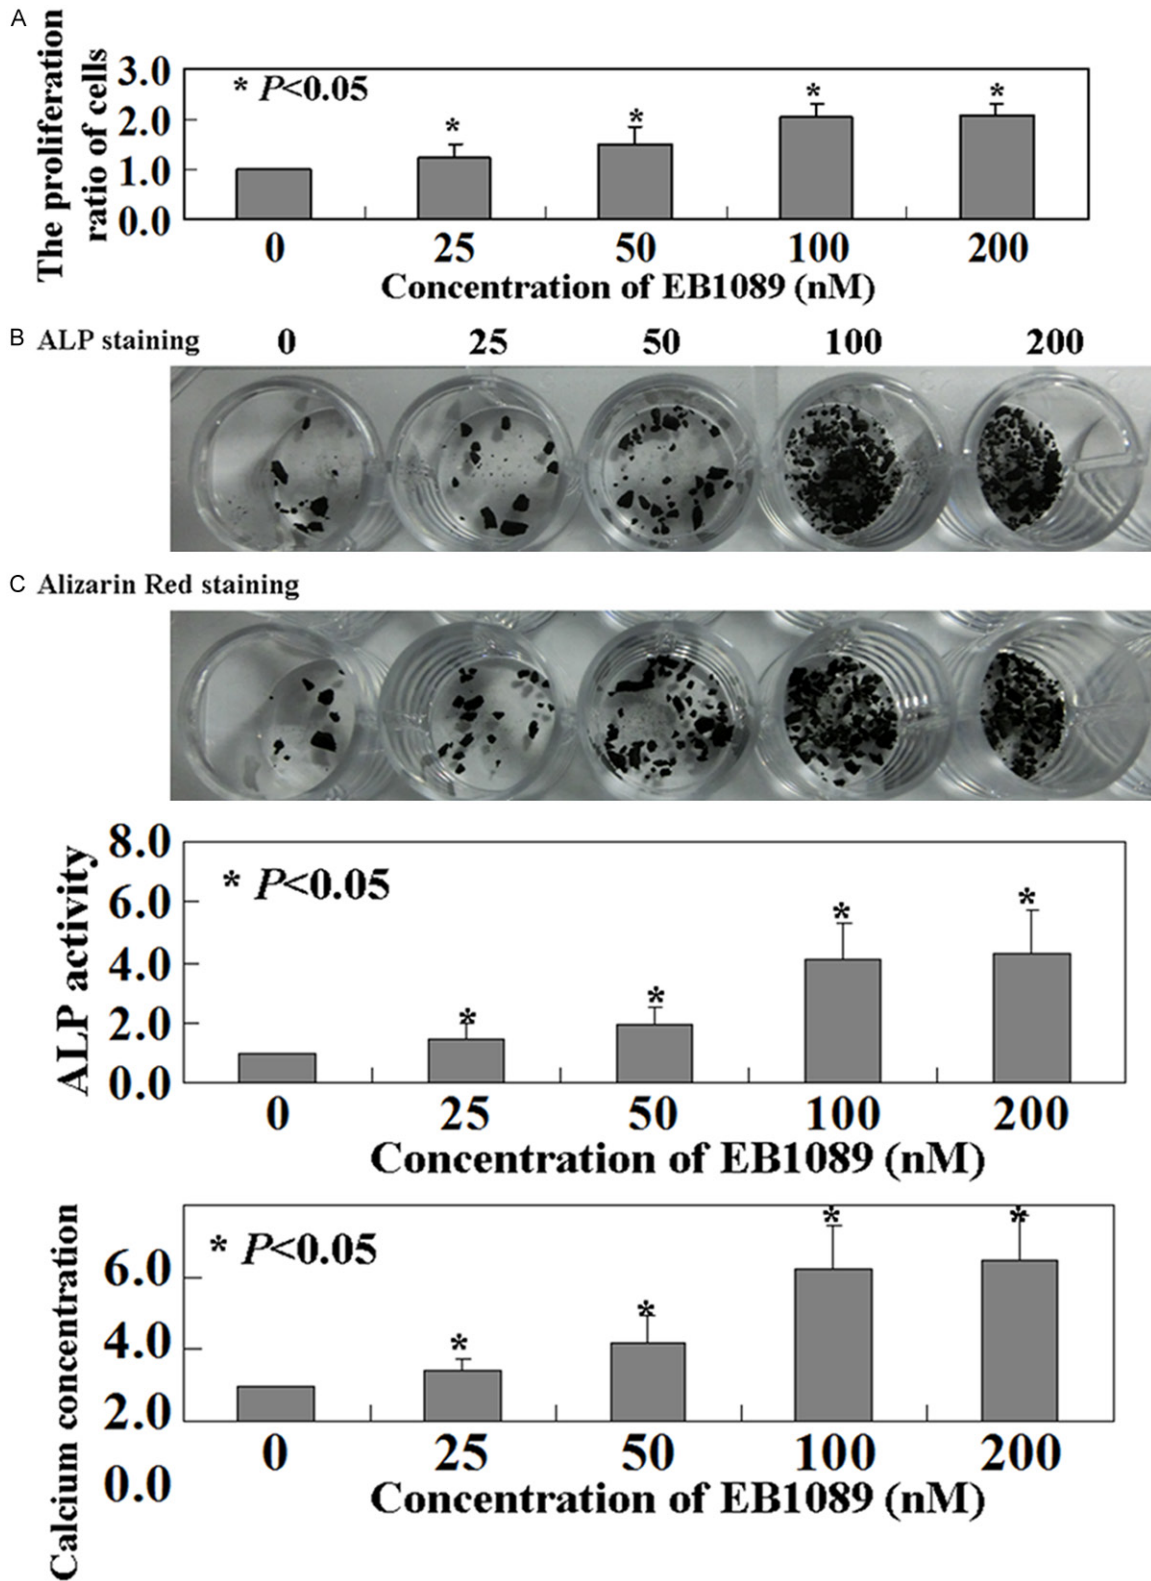 A
The proliferation
ratio of cells
3.0
2.0
1.0
0.0
* P<0.05
*
*
*
*
0 25 50 100 200
Concentration of EB1089 (nM)
B ALP staining 0 25 50 100 200
C Alizarin Red staining
ALP activity
8.0
6.0
4.0
2.0
0.0
* P<0.05
*
*
*
*
0 25 50 100 200
Concentration of EB1089 (nM)
Calcium concentration
6.0
4.0
2.0
0.0
* P<0.05
*
*
*
*
0 25 50 100 200
Concentration of EB1089 (nM)